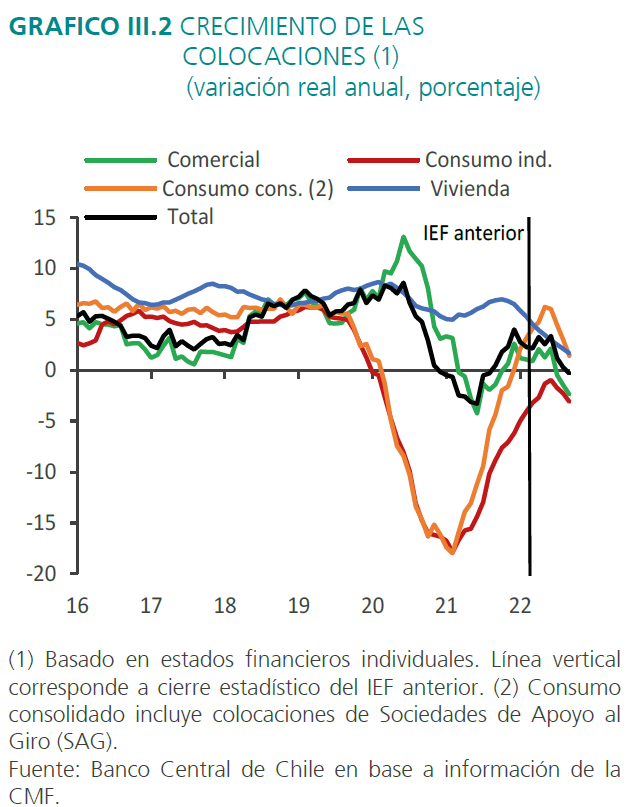 GRAFICO III.2 CRECIMIENTO DE LAS
COLOCACIONES (1)
(variación real anual, porcentaje)
Comercial
Consumo ind.
Consumo cons. (2)
Vivienda
Total
IEF anterior
15
10
5
0
-5
-10
-15
-20
16 17 18 19 20 21 22
(1) Basado en estados financieros individuales. Línea vertical
corresponde a cierre estadístico del IEF anterior. (2) Consumo
consolidado incluye colocaciones de Sociedades de Apoyo al
Giro (SAG).
Fuente: Banco Central de Chile en base a información de la
CMF.